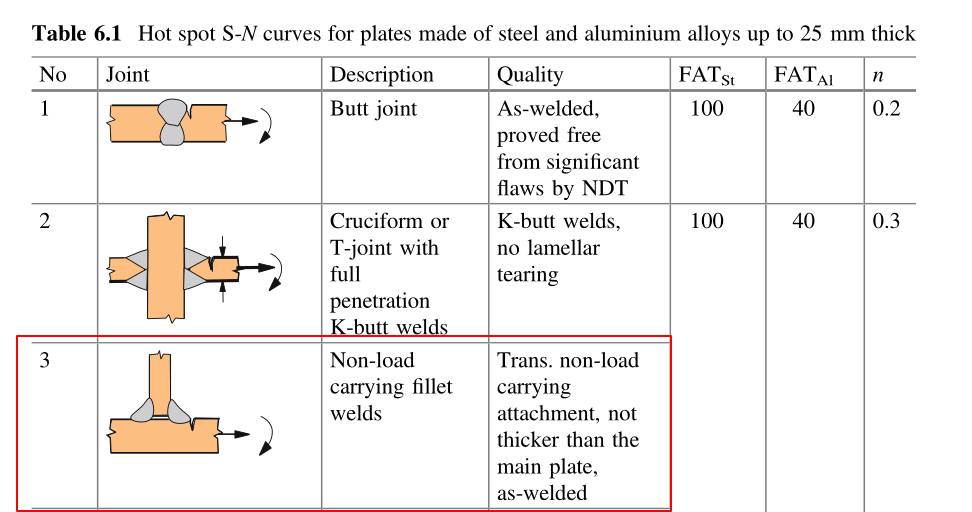 Table 6.1 Hot spot S-N curves for plates made of steel and aluminium alloys up to 25 mm thick
No Joint Description Quality FATSt FATAl n
1 Butt joint As-welded, 100 40 0.2
proved free
from significant
flaws by NDT
2 Cruciform or K-butt welds, 100 40 0.3
T-joint with no lamellar
full tearing
penetration
K-butt welds
3 Non-load Trans. non-load
carrying fillet carrying
welds attachment, not
thicker than the
main plate,
as-welded